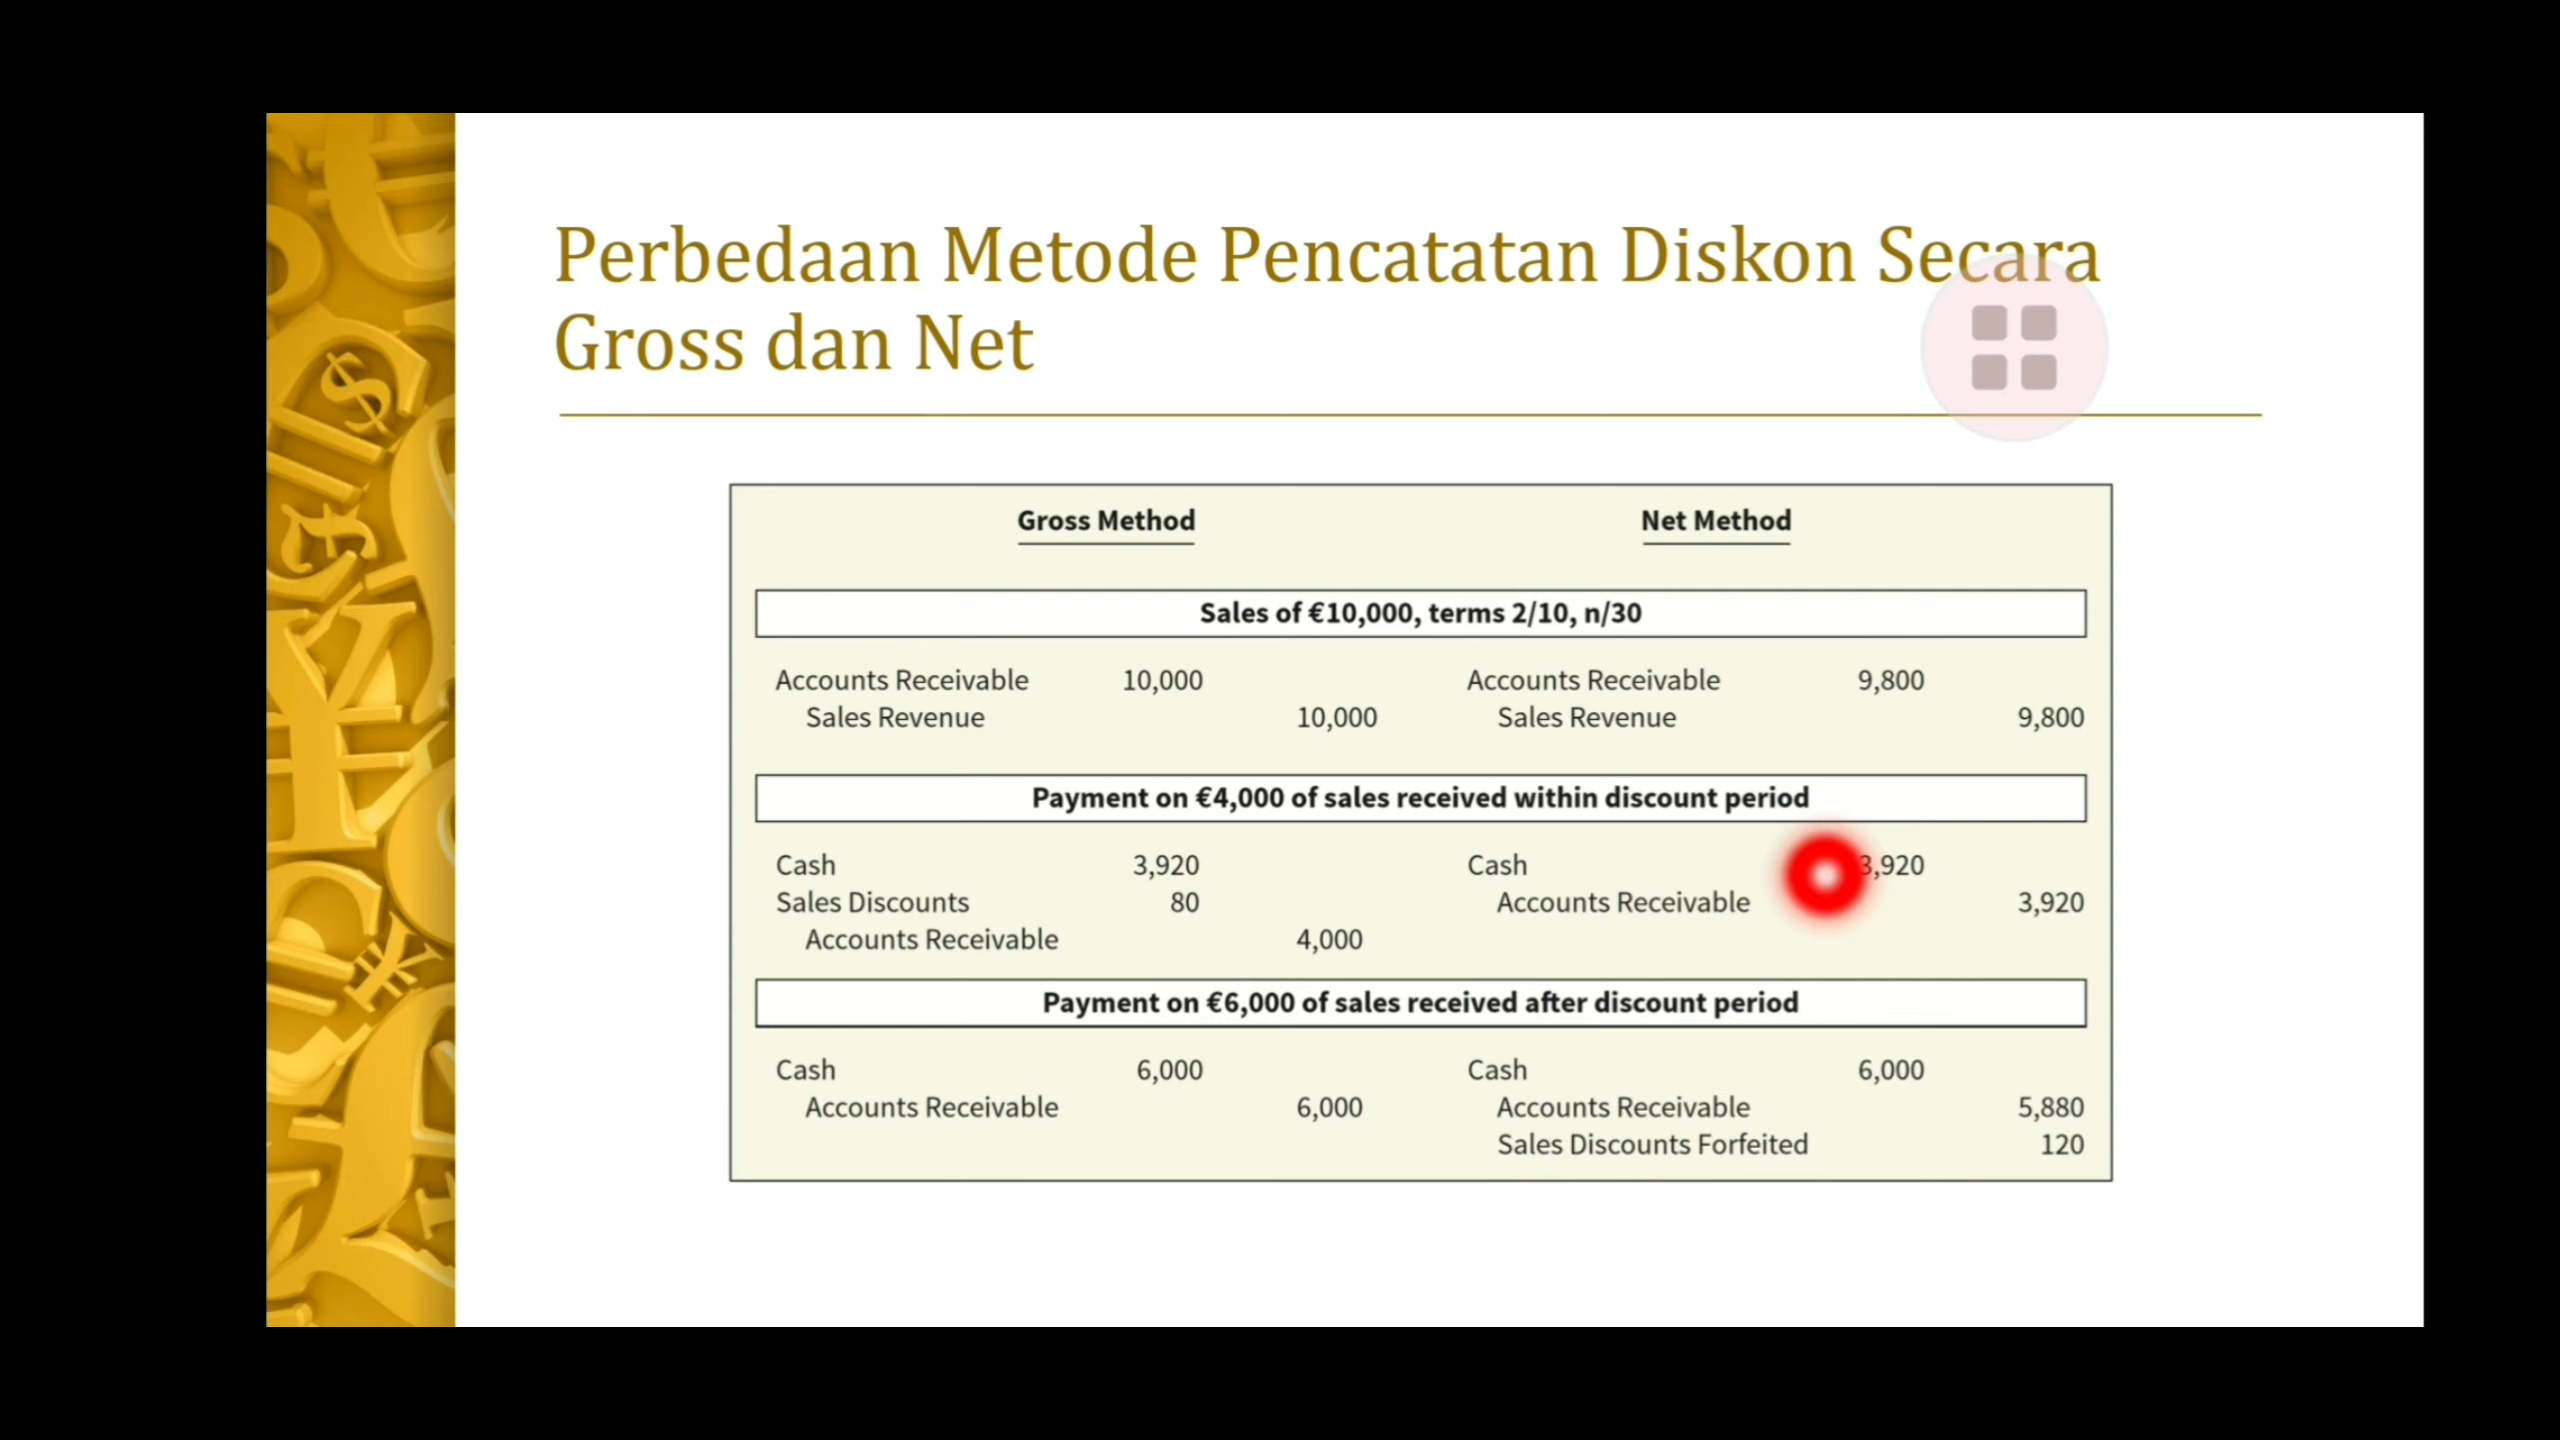 Perbedaan Metode Pencatatan Diskon Secara
Gross dan Net
Gross Method Net Method
Sales of €10,000, terms 2/10, n/30
Accounts Receivable 10,000 Accounts Receivable 9,800
Sales Revenue 10,000 Sales Revenue 9,800
Payment on €4,000 of sales received within discount period
Cash 3,920 Cash 3,920
Sales Discounts 80 Accounts Receivable 3,920
Accounts Receivable 4,000
Payment on €6,000 of sales received after discount period
Cash 6,000 Cash 6,000
Accounts Receivable 6,000 Accounts Receivable 5,880
Sales Discounts Forfeited 120